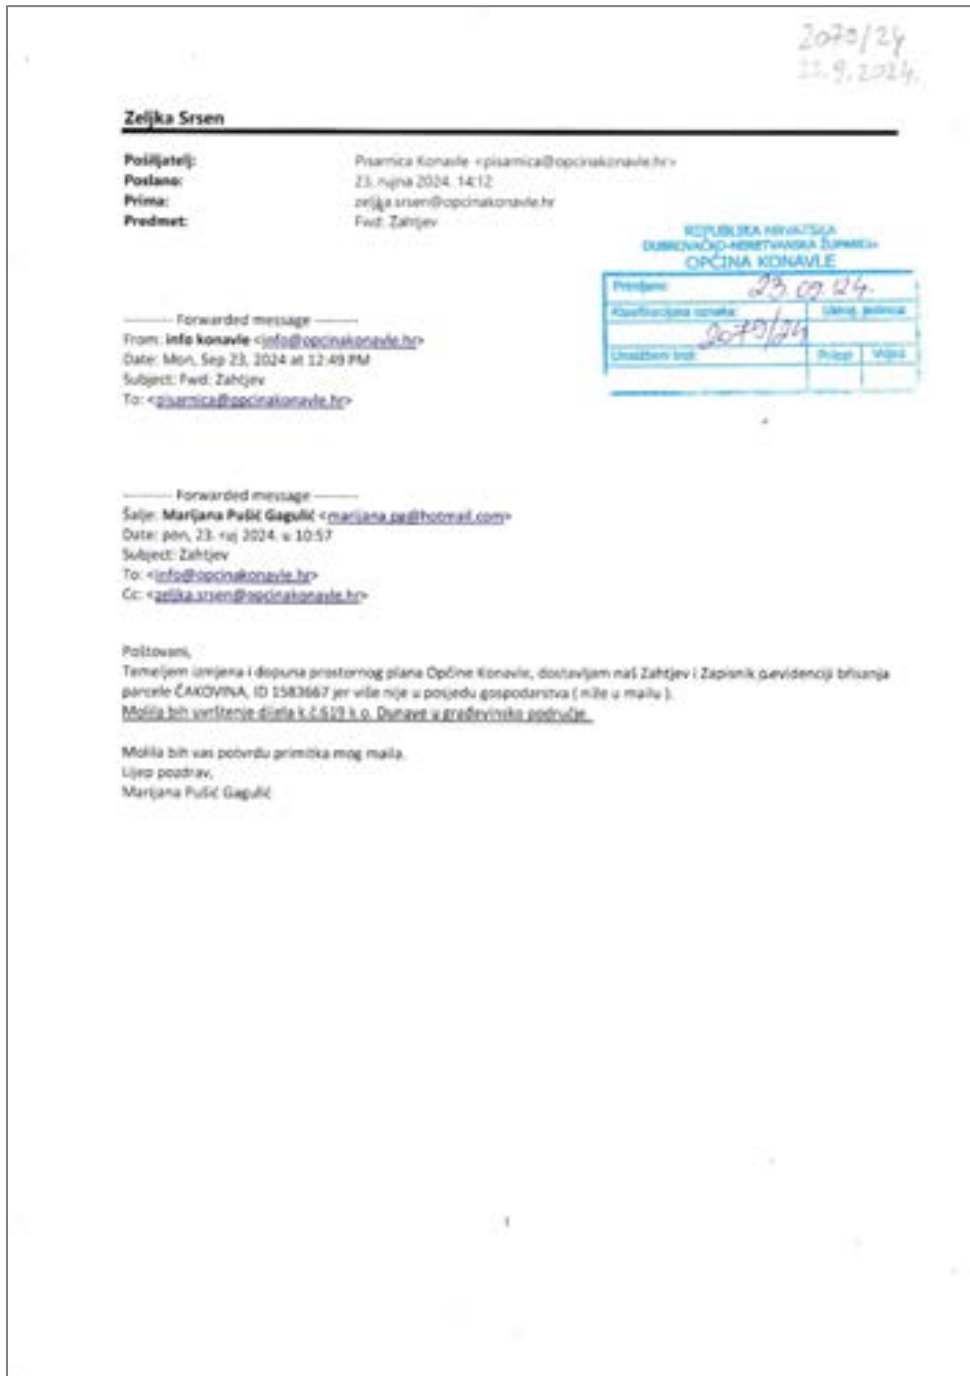 2079/24
23.9.2024.
Zeljka Srsen
Pošiljatelj: Pisarnica Konavle <pisarnica@opcinakonavle.hr>
Poslano: 23. rujna 2024. 14:12
Prima: zeljka.srsen@opcinakonavle.hr
Predmet: Fwd: Zahtjev
REPUBLIKA HRVATSKA
DUBROVAČKO-NERETVANSKA ŽUPANIJA
OPĆINA KONAVLE
Primljeno: 23.09.24.
Klasifikacijska oznaka: Ustroj. jedinica
2079/24
Urudžbeni broj: Prilozi Vrijed.
---------- Forwarded message ---------
From: info konavle <info@opcinakonavle.hr>
Date: Mon, Sep 23, 2024 at 12:49 PM
Subject: Fwd: Zahtjev
To: <pisarnica@opcinakonavle.hr>
---------- Forwarded message ---------
Šalje: Marijana Pušić Gagulić <marijana.pg@hotmail.com>
Date: pon, 23. ruj 2024. u 10:57
Subject: Zahtjev
To: <info@opcinakonavle.hr>
Cc: <zeljka.srsen@opcinakonavle.hr>
Poštovani,
Temeljem izmjena i dopuna prostornog plana Općine Konavle, dostavljam naš Zahtjev i Zapisnik o evidenciji brisanja
parcele ČAKOVINA, ID 1583667 jer više nije u posjedu gospodarstva ( niže u mailu ).
Molila bih uvrštenje dijela k.č.619 k.o. Dunave u građevinsko područje.
Molila bih vas potvrdu primitka mog maila.
Lijep pozdrav,
Marijana Pušić Gagulić
1